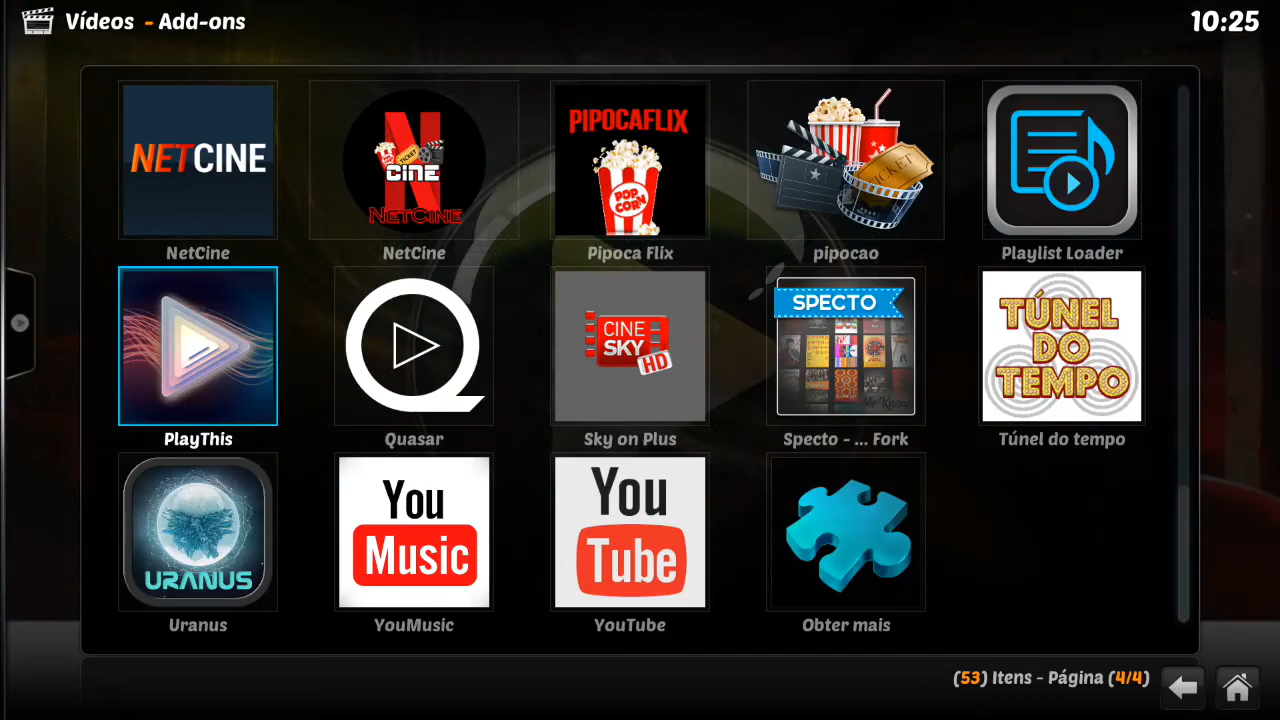 Vídeos - Add-ons
10:25
NETCINE
N
CINE
NETCINE
PIPOCAFLIX
POP
CORN
TICKET
NetCine
NetCine
Pipoca Flix
pipocao
Playlist Loader
CINE
SKY
HD
SPECTO
TÚNEL
DO
TEMPO
PlayThis
Quasar
Sky on Plus
Specto - ... Fork
Túnel do tempo
URANUS
You
Music
You
Tube
Uranus
YouMusic
YouTube
Obter mais
(53) Itens - Página (4/4)